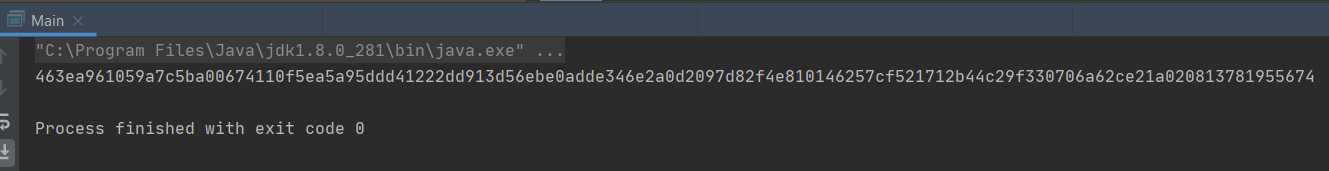 Main
"C:\Program Files\Java\jdk1.8.0_281\bin\java.exe" ...
463ea961059a7c5ba00674110f5ea5a95ddd41222dd913d56ebe0adde346e2a0d2097d82f4e810146257cf521712b44c29f330706a62ce21a020813781955674
Process finished with exit code 0